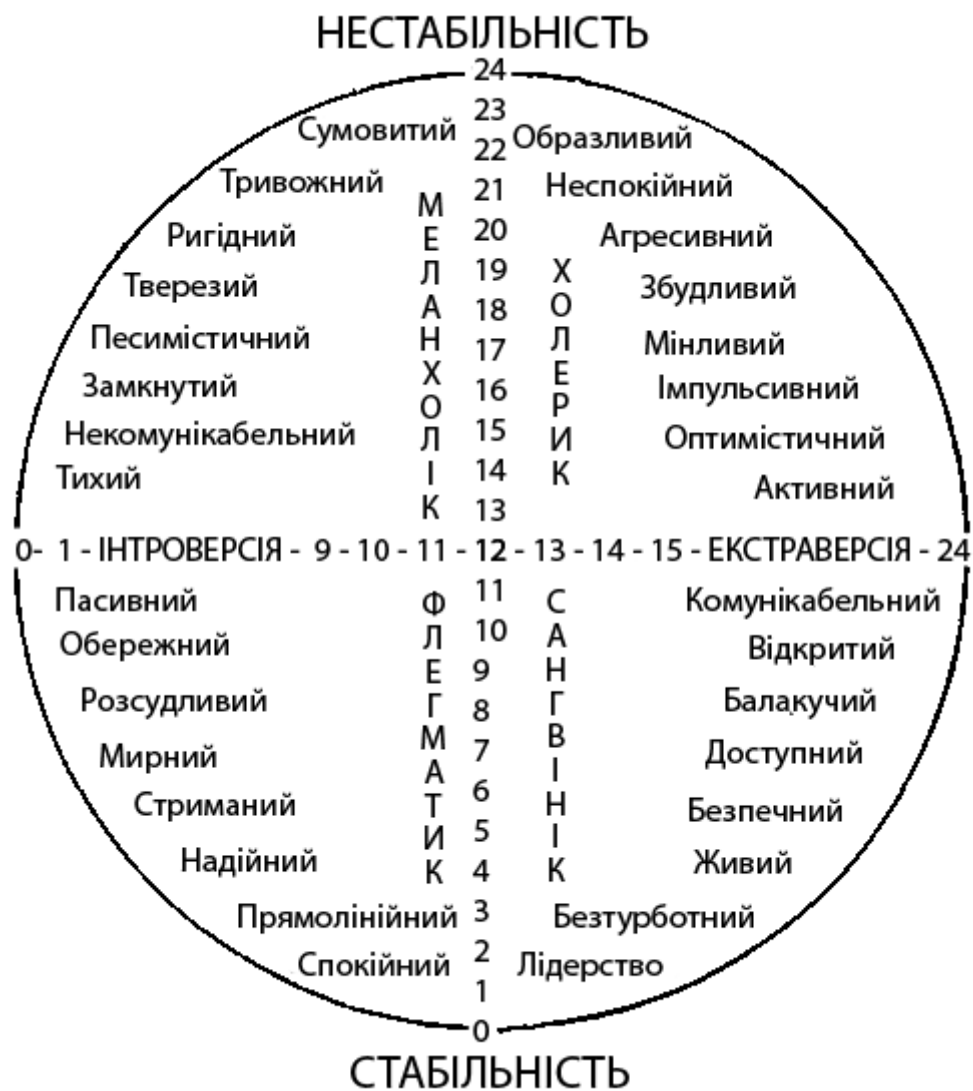 НЕСТАБІЛЬНІСТЬ
24
23
Сумовитий
22
Образливий
Тривожний
21
Неспокійний
Ригідний
20
Агресивний
Тверезий
19
Збудливий
18
Песимістичний
17
Мінливий
Замкнутий
16
Імпульсивний
Некомунікабельний
15
Оптимістичний
Тихий
14
Активний
13
МЕЛАНХОЛІК
ХОЛЕРИК
0- 1 - ІНТРОВЕРСІЯ - 9 - 10 - 11 - 12 - 13 - 14 - 15 - ЕКСТРАВЕРСІЯ - 24
Пасивний
11
Комунікабельний
Обережний
10
Відкритий
9
Розсудливий
8
Балакучий
Мирний
7
Доступний
Стриманий
6
Безпечний
5
Надійний
4
Живий
Прямолінійний
3
Безтурботний
Спокійний
2
Лідерство
1
0
ФЛЕГМАТИК
САНГВІНІК
СТАБІЛЬНІСТЬ